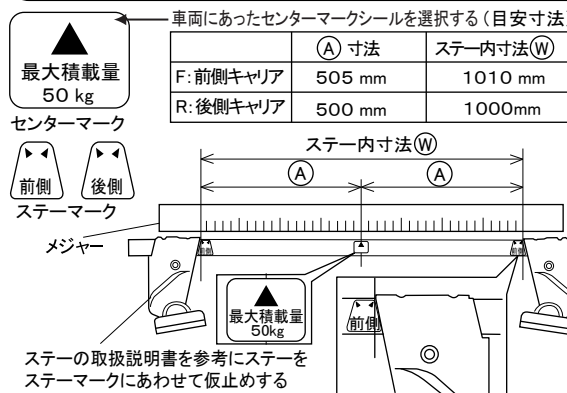 車両にあったセンターマークシールを選択する(目安寸法)
最大積載量
50 kg
センターマーク
Ⓐ 寸法 ステー内寸法Ⓦ
F:前側キャリア 505 mm 1010 mm
R:後側キャリア 500 mm 1000mm
前側 後側
ステーマーク
ステー内寸法Ⓦ
Ⓐ Ⓐ
メジャー
前側 前側
最大積載量
50kg
前側
ステーの取扱説明書を参考にステーを
ステーマークにあわせて仮止めする